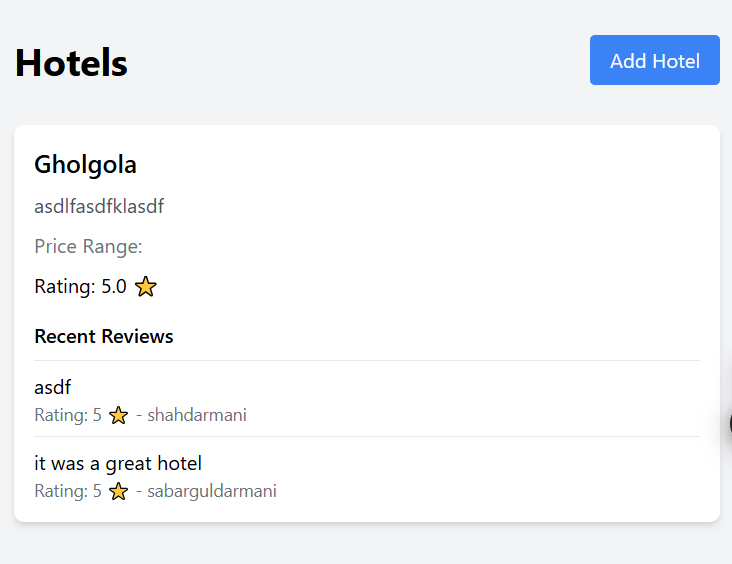 Hotels
Add Hotel
Gholgola
asdlfasdfklasdf
Price Range:
Rating: 5.0 ⭐
Recent Reviews
asdf
Rating: 5 ⭐ - shahdarmani
it was a great hotel
Rating: 5 ⭐ - sabarguldarmani